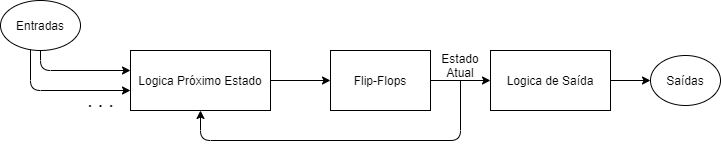 Entradas
Logica Próximo Estado
Flip-Flops
Estado
Atual
Logica de Saída
Saídas
. . .